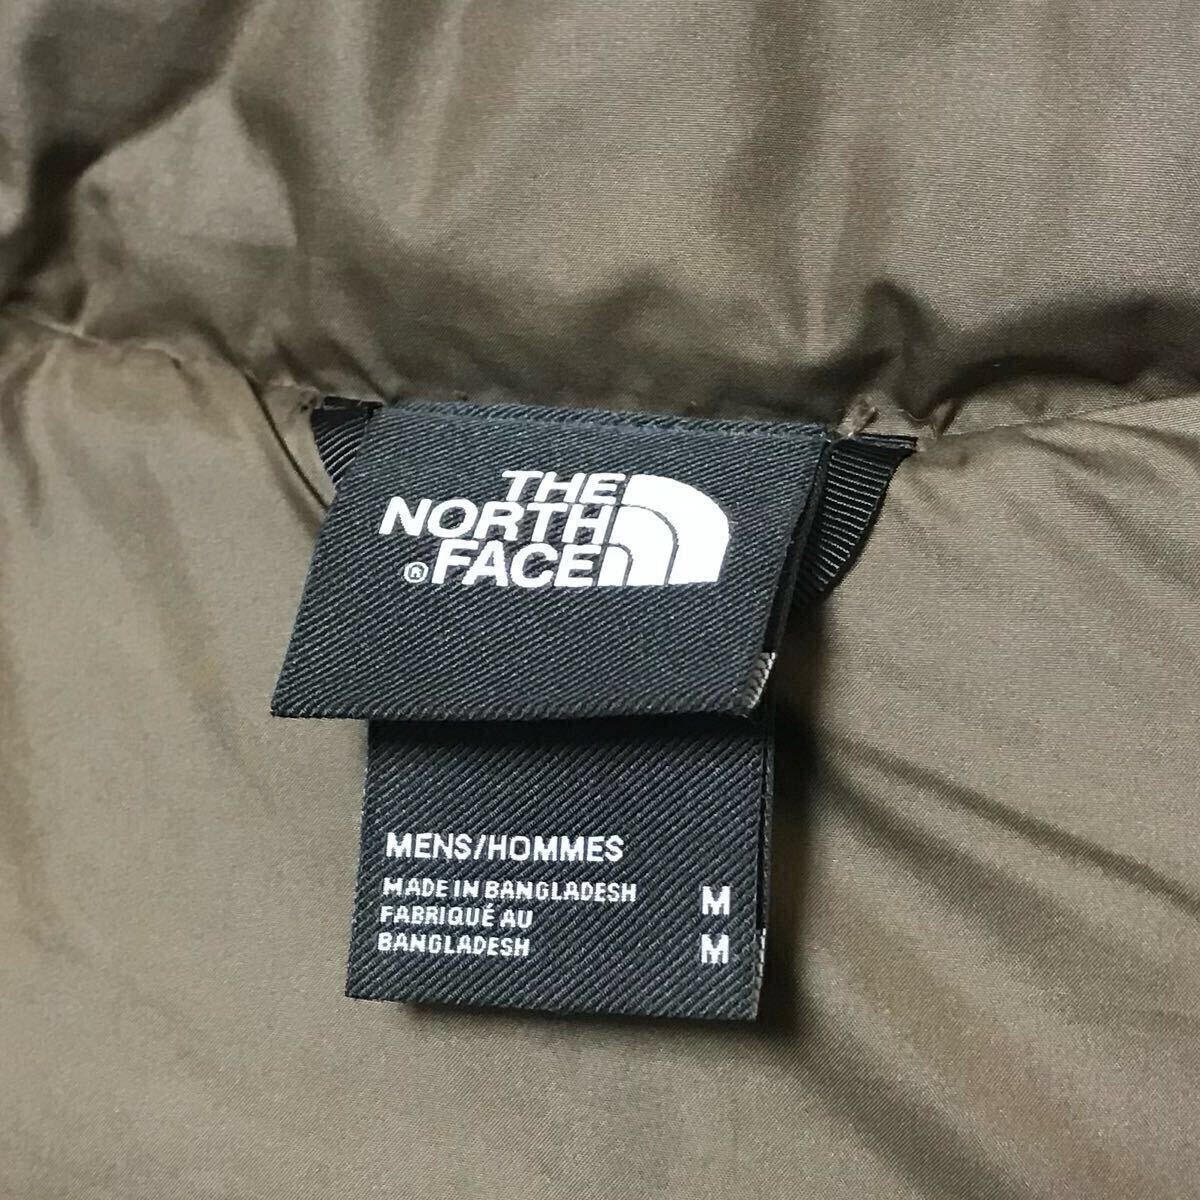 THE
NORTH
® FACE
MENS/HOMMES
MADE IN BANGLADESH M
FABRIQUÉ AU
BANGLADESH M